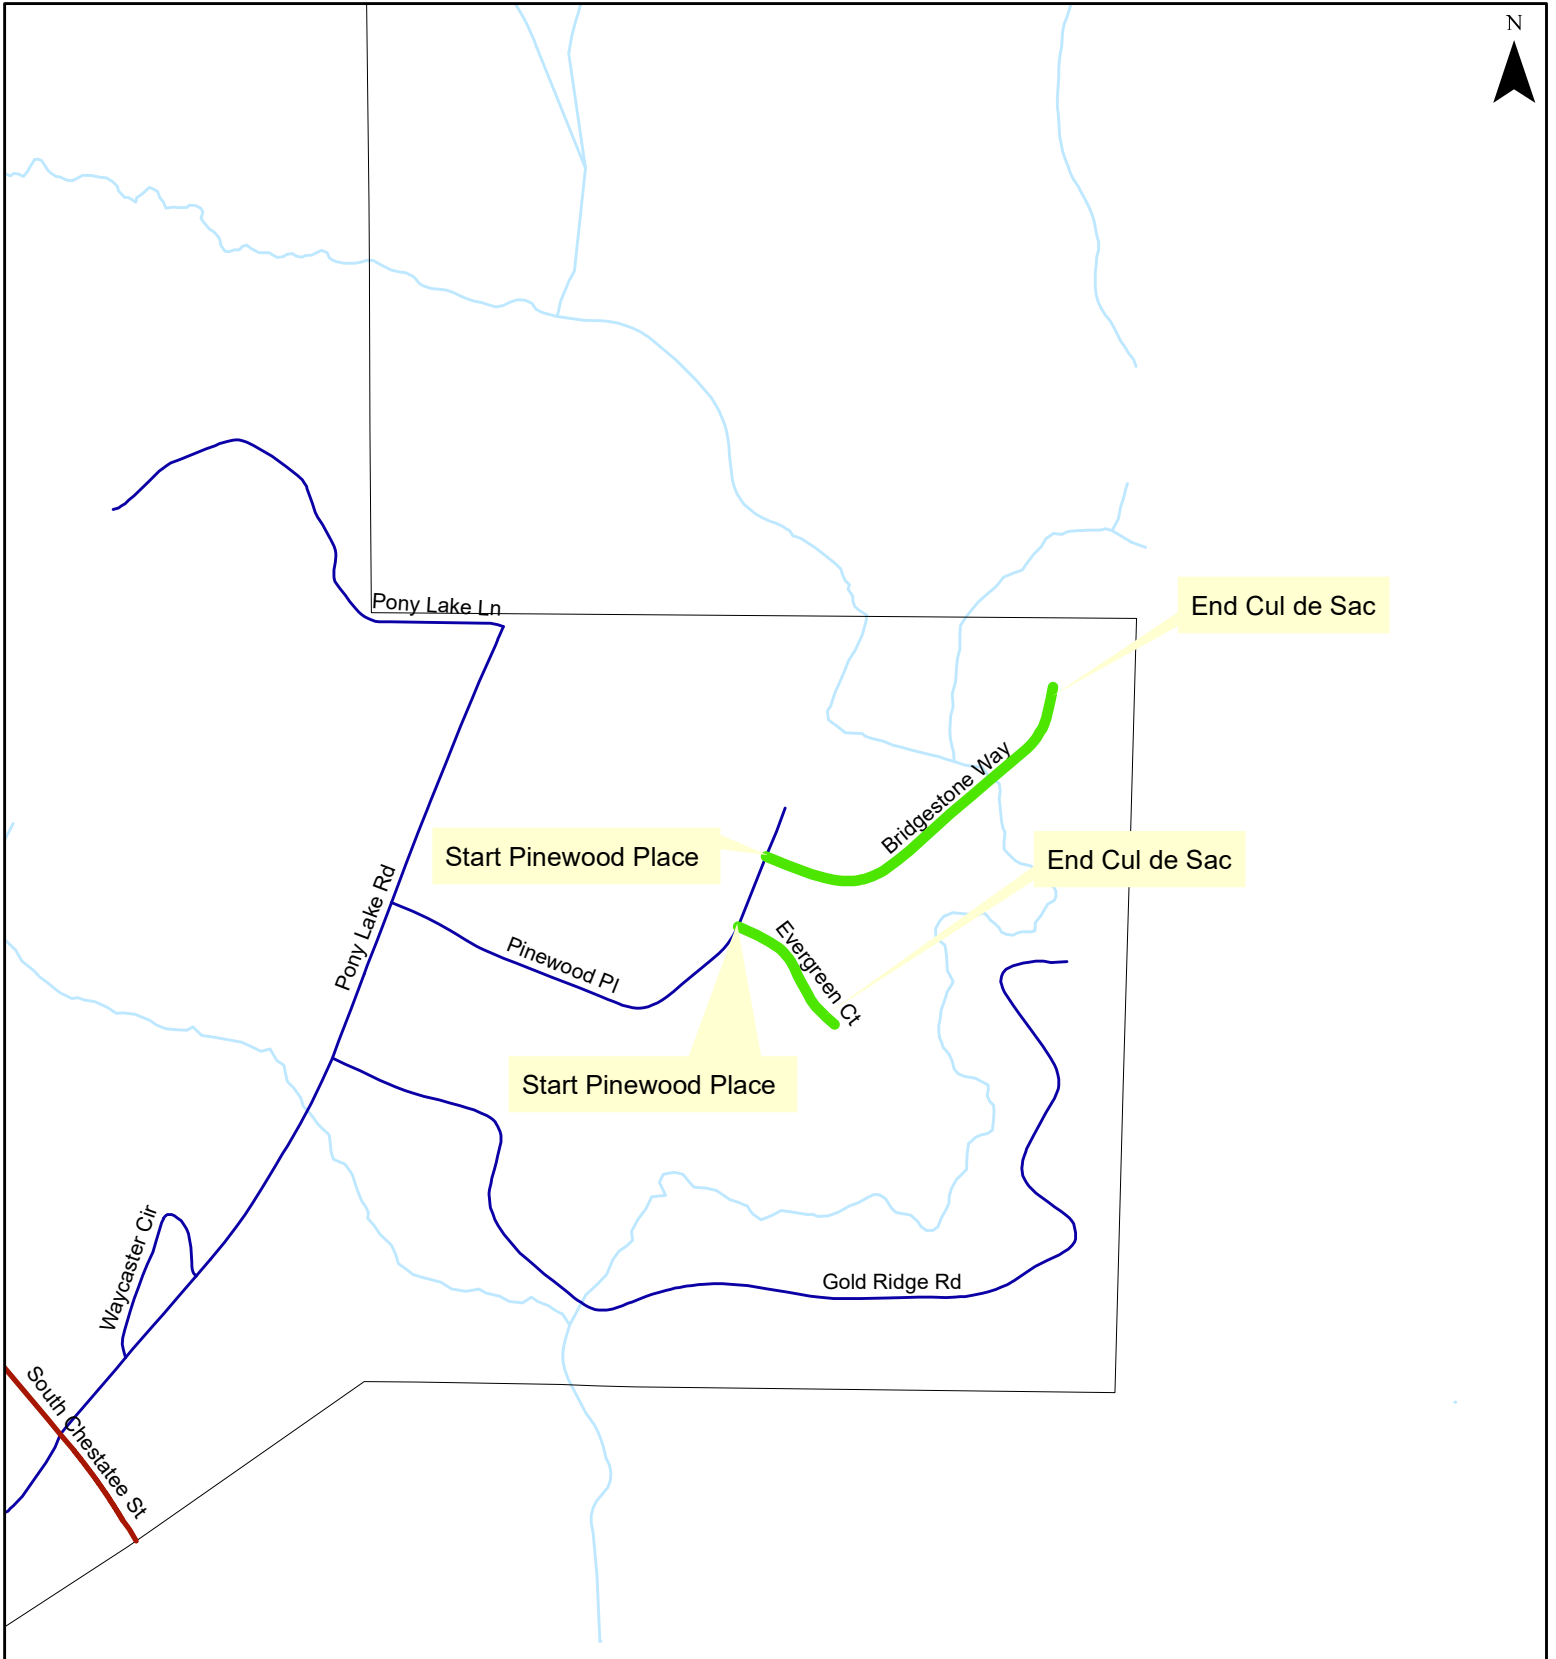 N
Pony Lake Ln
End Cul de Sac
Bridgestone Way
Start Pinewood Place
End Cul de Sac
Pony Lake Rd
Evergreen Ct
Pinewood Pl
Start Pinewood Place
Waycaster Cir
Gold Ridge Rd
South Chestatee St